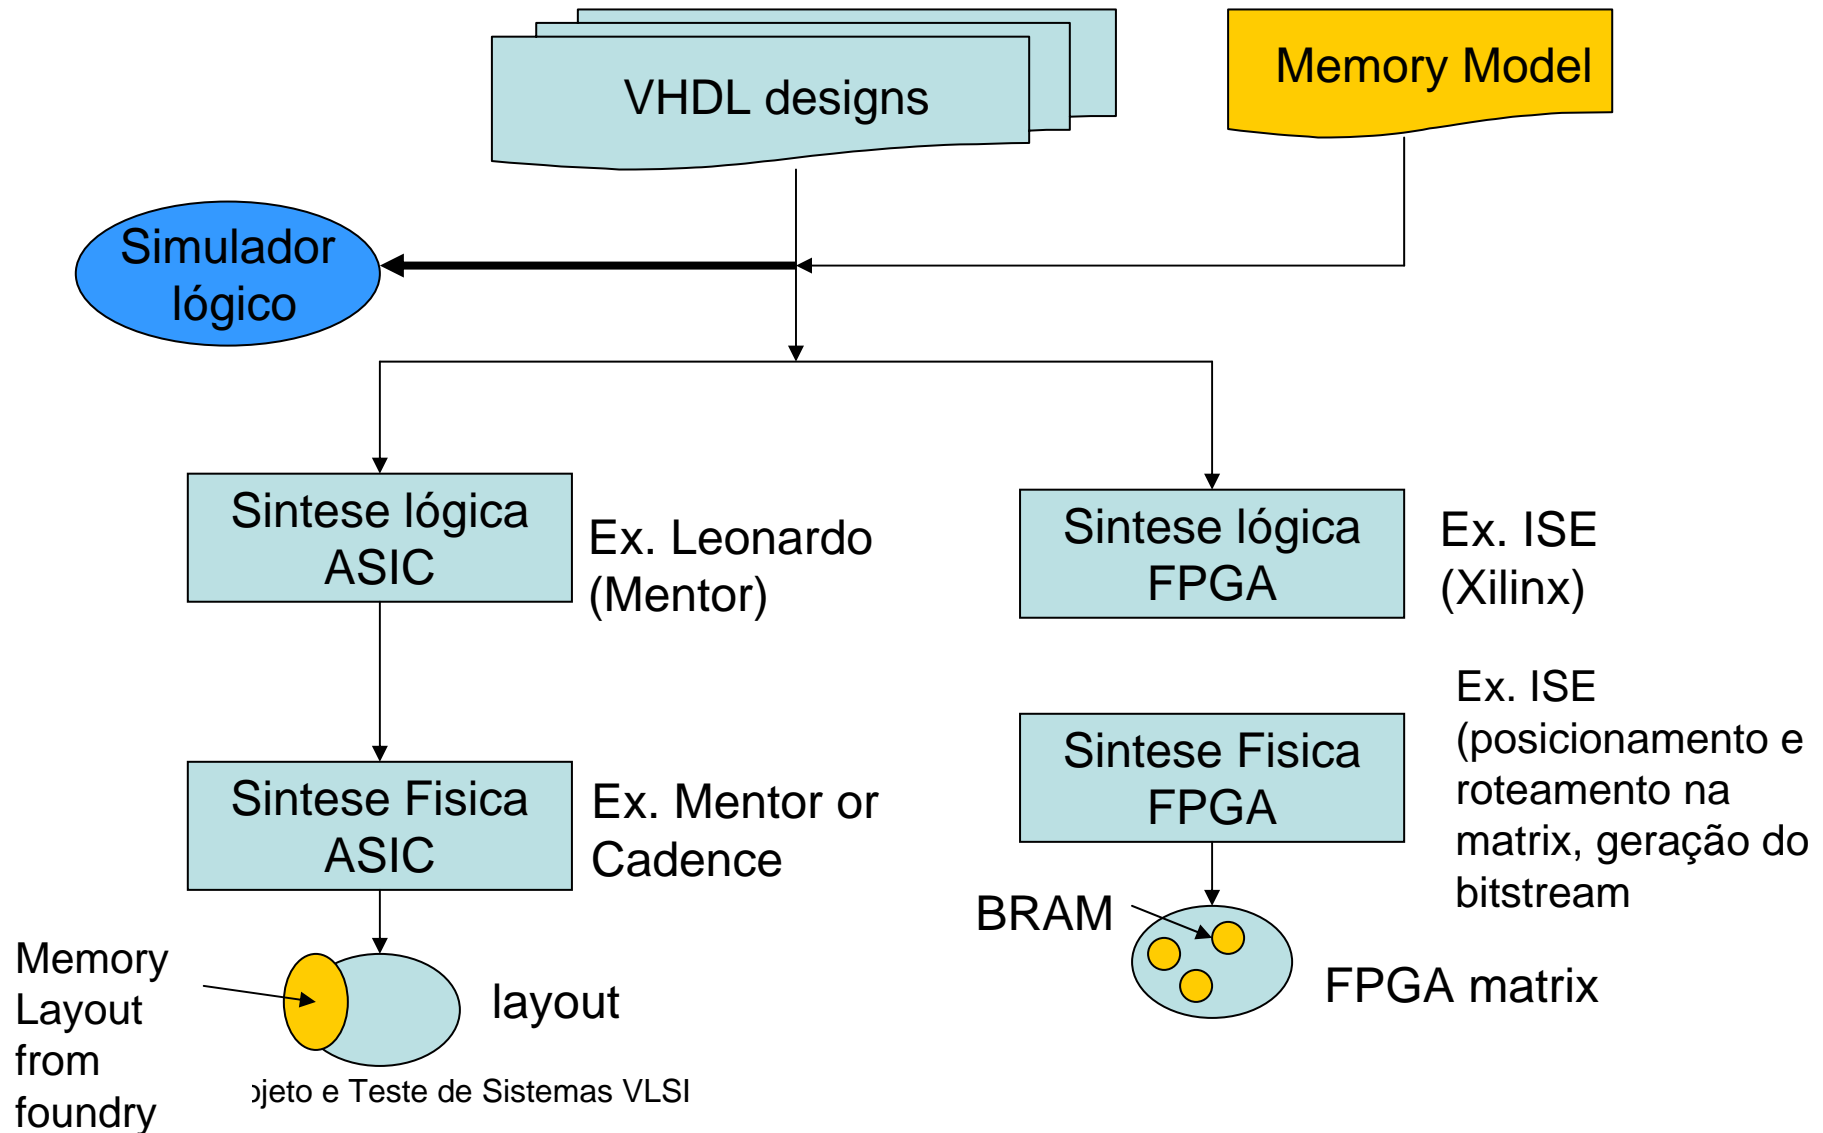 VHDL designs
Memory Model
Simulador
lógico
Sintese lógica
ASIC
Ex. Leonardo
(Mentor)
Sintese lógica
FPGA
Ex. ISE
(Xilinx)
Sintese Fisica
ASIC
Ex. Mentor or
Cadence
Sintese Fisica
FPGA
Ex. ISE
(posicionamento e
roteamento na
matrix, geração do
bitstream
BRAM
FPGA matrix
Memory
Layout
from
foundry
layout
ojeto e Teste de Sistemas VLSI